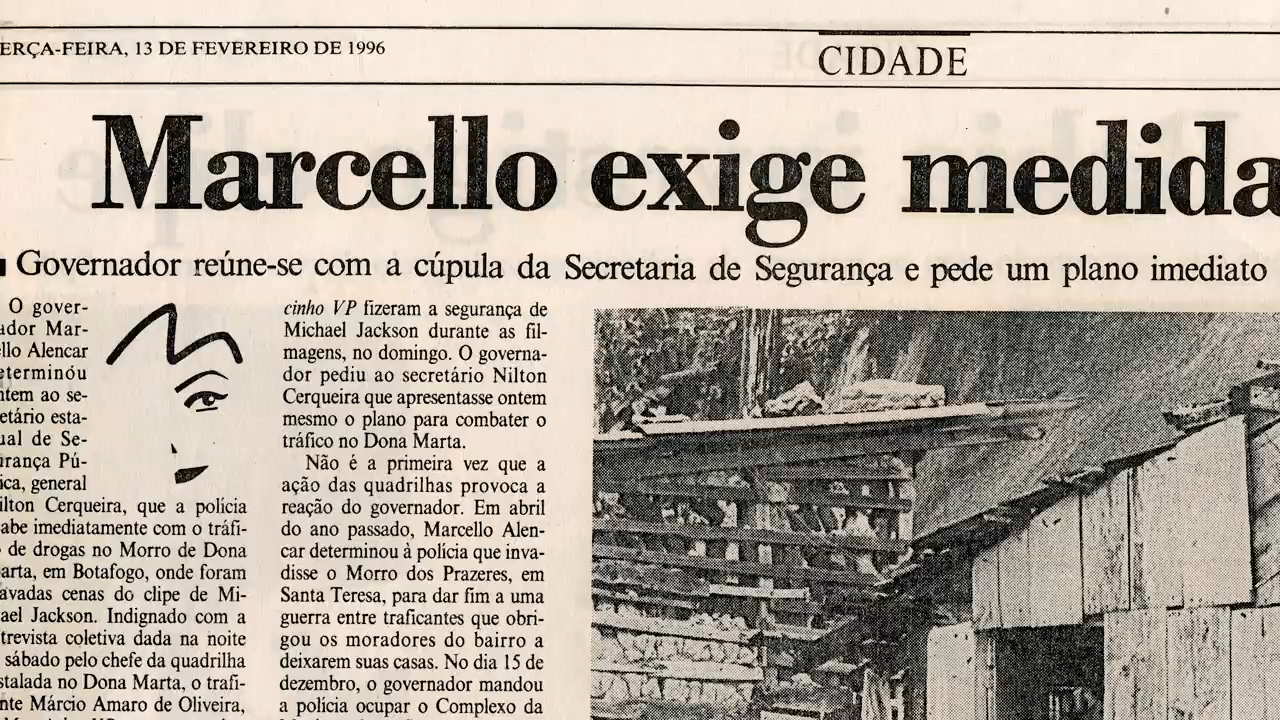 ERÇA-FEIRA, 13 DE FEVEREIRO DE 1996
CIDADE
Marcello exige medida
Governador reúne-se com a cúpula da Secretaria de Segurança e pede um plano imediato
O gover-
ador Mar-
llo Alencar
eterminou
ntem ao se-
etário esta-
ual de Se-
urança Pú-
ica, general
ilton Cerqueira, que a polícia
abe imediatamente com o tráfi-
de drogas no Morro de Dona
arta, em Botafogo, onde foram
avadas cenas do clipe de Mi-
ael Jackson. Indignado com a
trevista coletiva dada na noite
sábado pelo chefe da quadrilha
stalada no Dona Marta, o trafi-
nte Márcio Amaro de Oliveira,
cinho VP fizeram a segurança de
Michael Jackson durante as fil-
magens, no domingo. O governa-
dor pediu ao secretário Nilton
Cerqueira que apresentasse ontem
mesmo o plano para combater o
tráfico no Dona Marta.
Não é a primeira vez que a
ação das quadrilhas provoca a
reação do governador. Em abril
do ano passado, Marcello Alen-
car determinou à polícia que inva-
disse o Morro dos Prazeres, em
Santa Teresa, para dar fim a uma
guerra entre traficantes que obri-
gou os moradores do bairro a
deixarem suas casas. No dia 15 de
dezembro, o governador mandou
a polícia ocupar o Complexo da